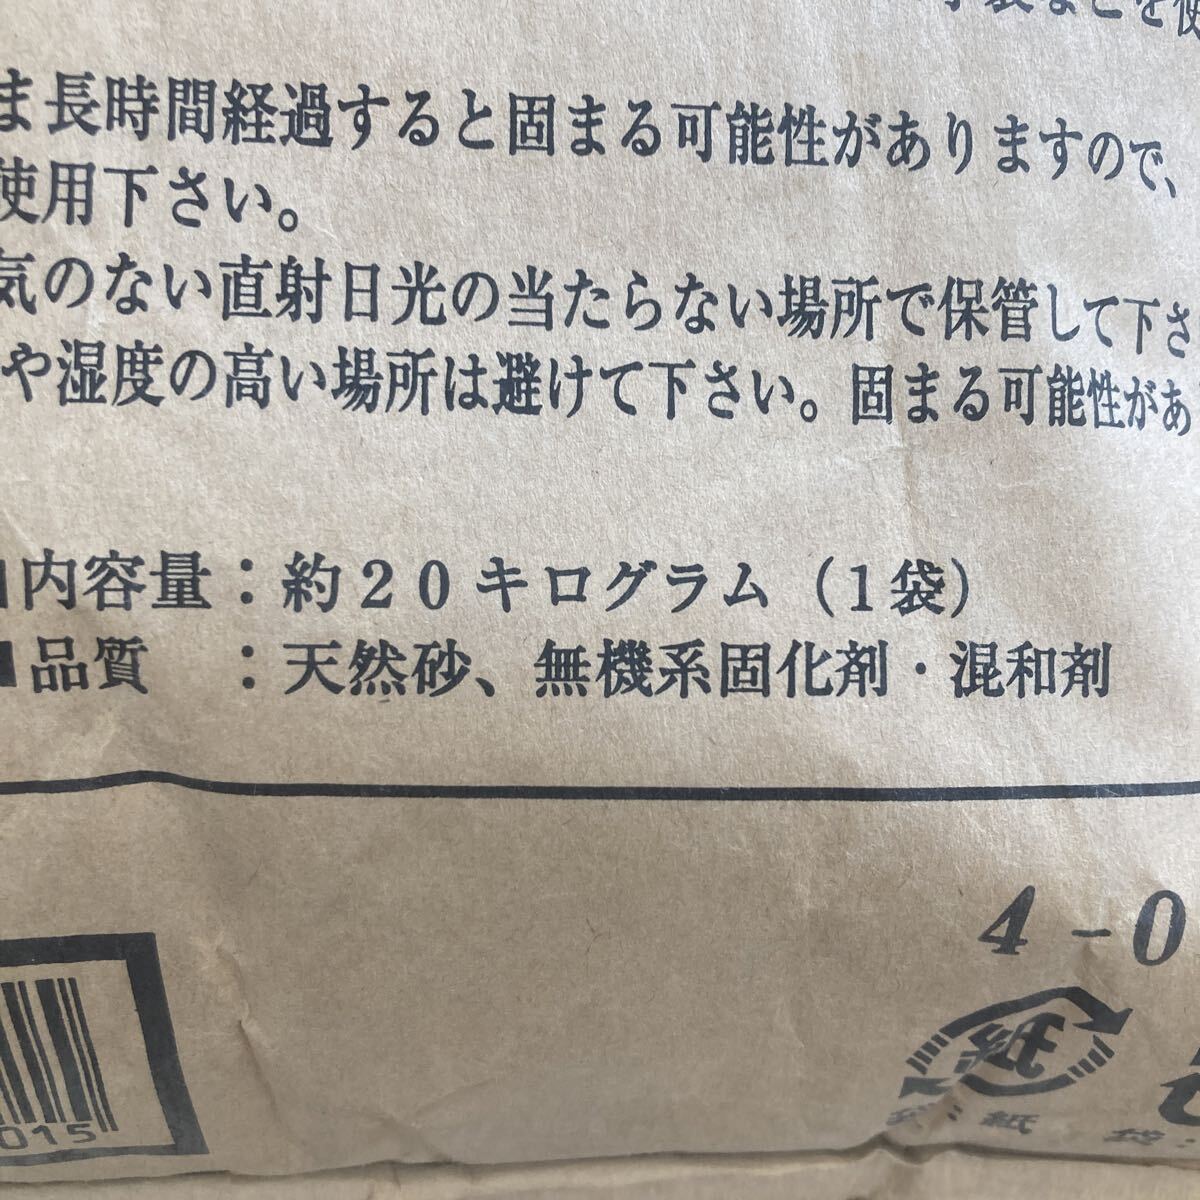 ま長時間経過すると固まる可能性がありますので、
使用下さい。
気のない直射日光の当たらない場所で保管して下さ
や湿度の高い場所は避けて下さい。固まる可能性があ
内容量：約20キログラム（1袋）
■品質　：天然砂、無機系固化剤・混和剤
4-0
紙
015